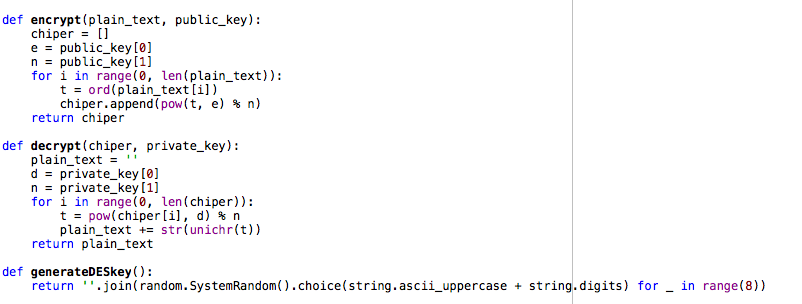 def encrypt(plain_text, public_key):
    chiper = []
    e = public_key[0]
    n = public_key[1]
    for i in range(0, len(plain_text)):
        t = ord(plain_text[i])
        chiper.append(pow(t, e) % n)
    return chiper

def decrypt(chiper, private_key):
    plain_text = ''
    d = private_key[0]
    n = private_key[1]
    for i in range(0, len(chiper)):
        t = pow(chiper[i], d) % n
        plain_text += str(unichr(t))
    return plain_text

def generateDESkey():
    return ''.join(random.SystemRandom().choice(string.ascii_uppercase + string.digits) for _ in range(8))